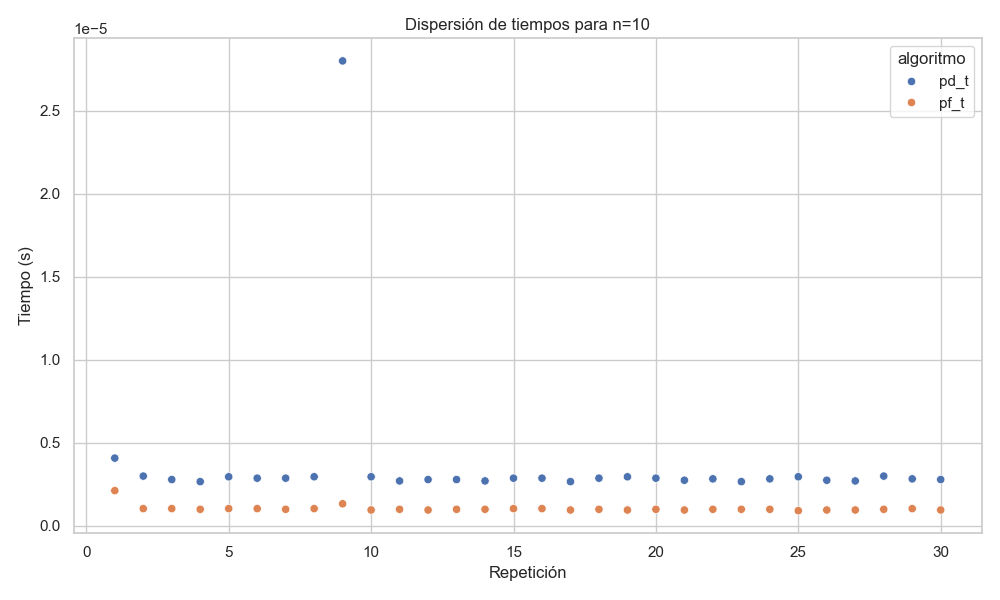 Dispersión de tiempos para n=10
1e−5
algoritmo
pd_t
pf_t
2.5
2.0
1.5
1.0
0.5
0.0
Tiempo (s)
0 5 10 15 20 25 30
Repetición